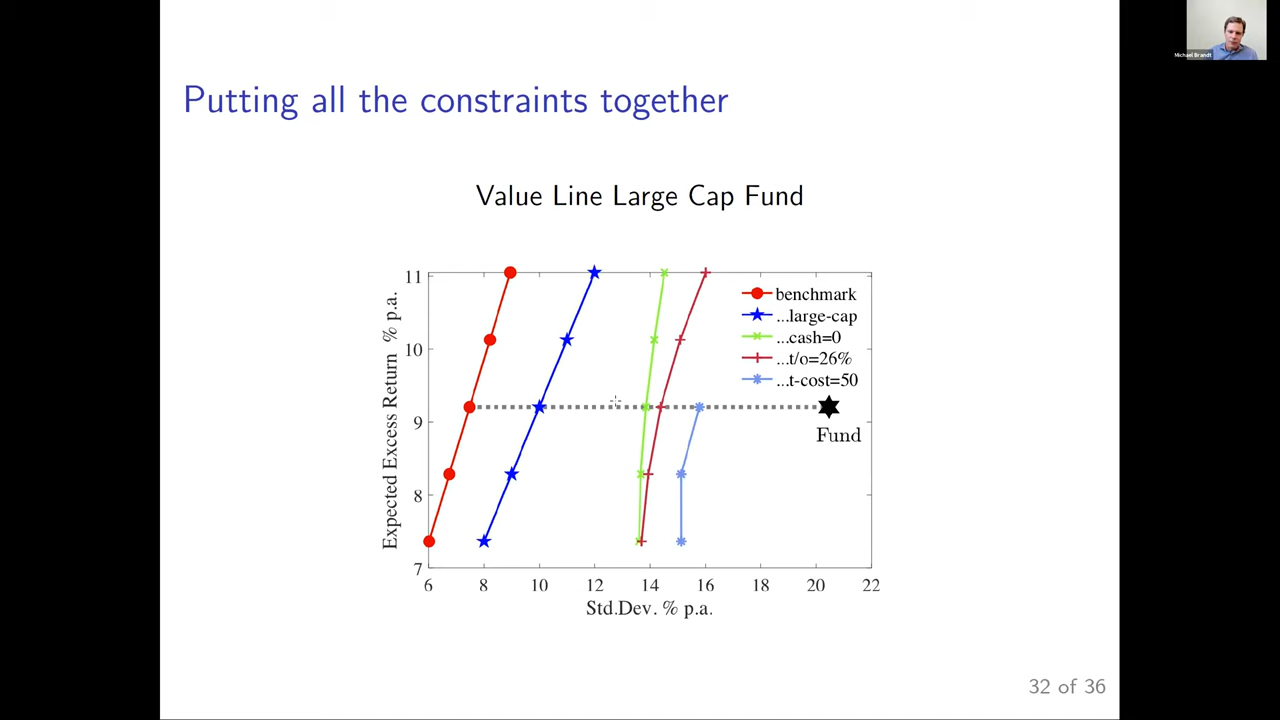 Michael Brandt
Putting all the constraints together
Value Line Large Cap Fund
Expected Excess Return % p.a.
11
10
9
8
7
benchmark
...large-cap
...cash=0
...t/o=26%
...t-cost=50
Fund
6 8 10 12 14 16 18 20 22
Std.Dev. % p.a.
32 of 36